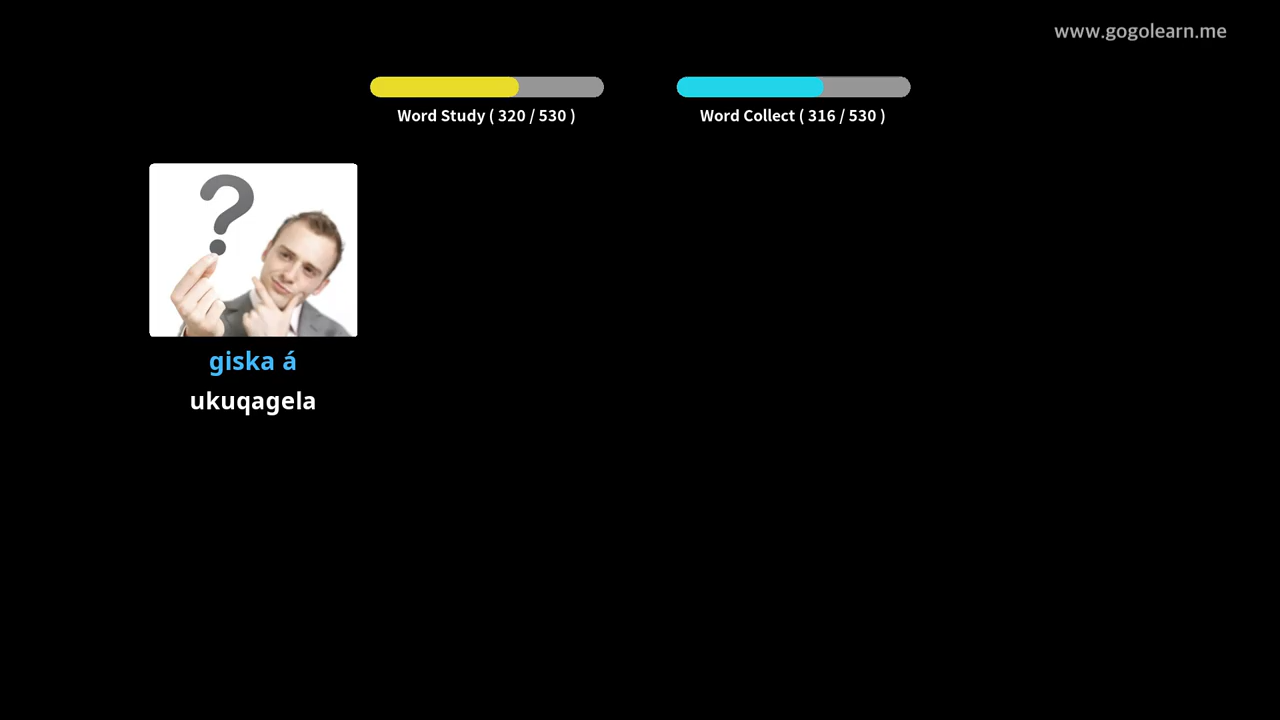 www.gogolearn.me
Word Study ( 320 / 530 )
Word Collect ( 316 / 530 )
?
giska á
ukuqagela